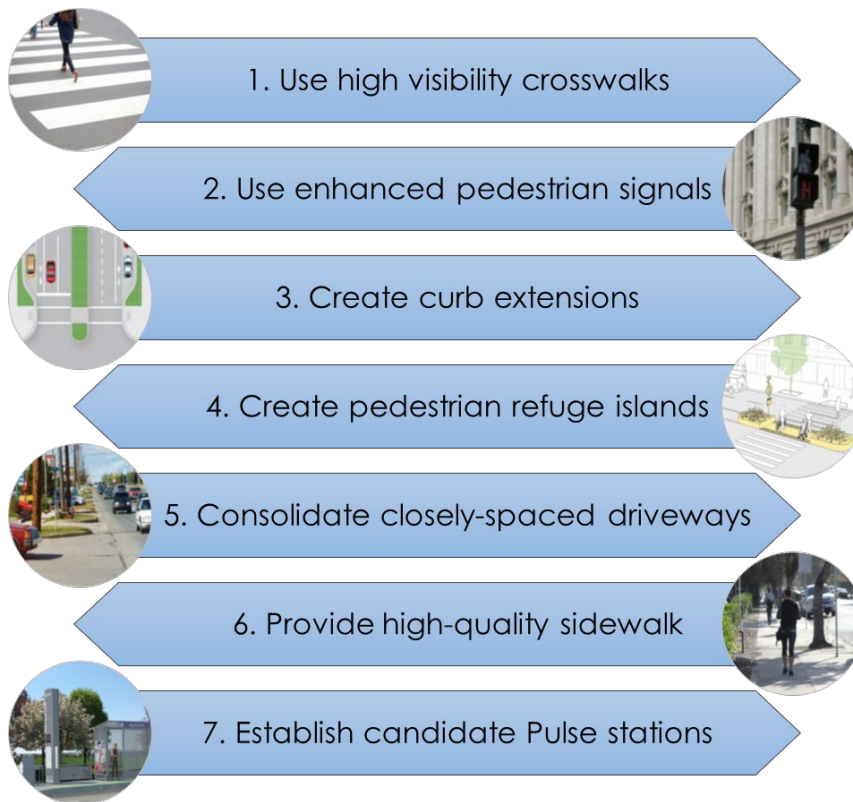 1. Use high visibility crosswalks
2. Use enhanced pedestrian signals
3. Create curb extensions
4. Create pedestrian refuge islands
5. Consolidate closely-spaced driveways
6. Provide high-quality sidewalk
7. Establish candidate Pulse stations